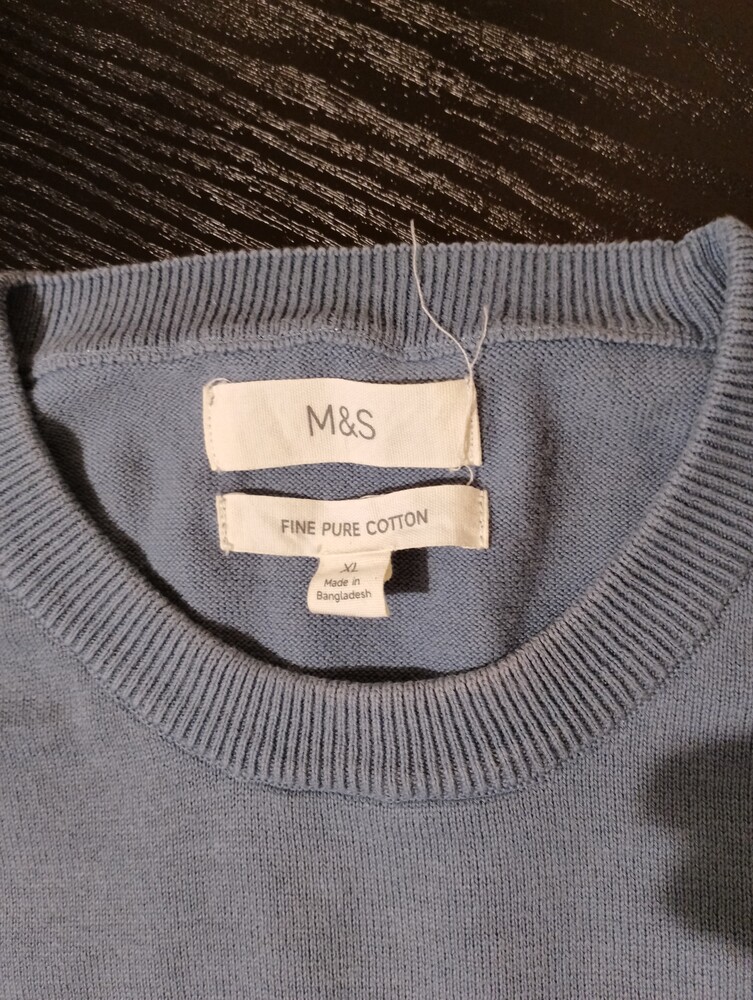 M&S
FINE PURE COTTON
XL
Made in
Bangladesh